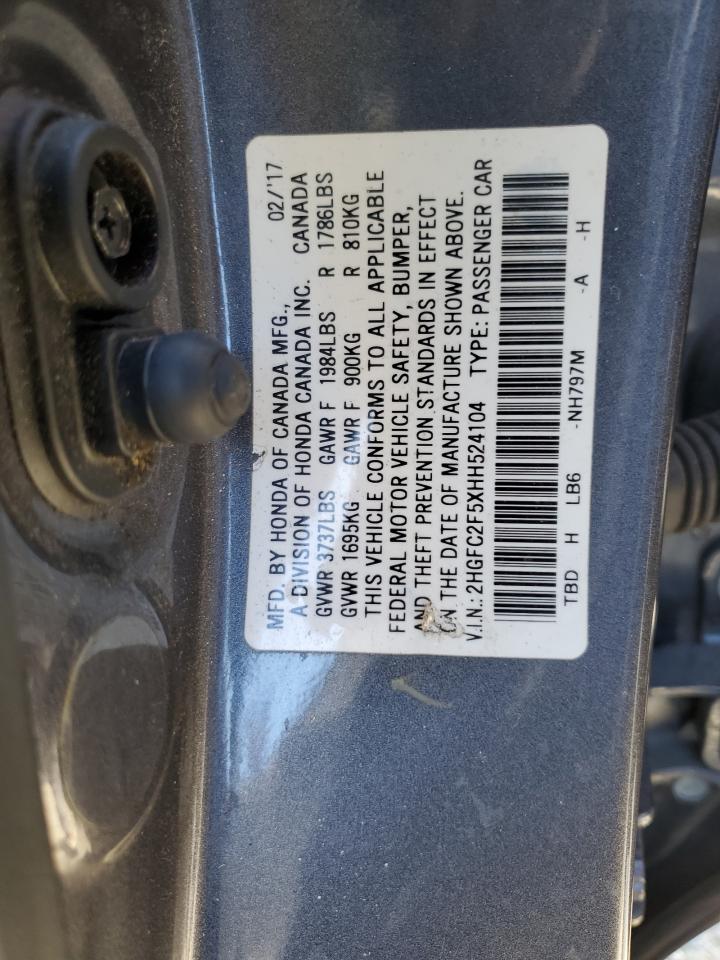 MFD. BY HONDA OF CANADA MFG., 02/'17
A DIVISION OF HONDA CANADA INC. CANADA
GVWR 3737LBS GAWR F 1984LBS R 1786LBS
GVWR 1695KG GAWR F 900KG R 810KG
THIS VEHICLE CONFORMS TO ALL APPLICABLE
FEDERAL MOTOR VEHICLE SAFETY, BUMPER,
AND THEFT PREVENTION STANDARDS IN EFFECT
ON THE DATE OF MANUFACTURE SHOWN ABOVE.
V.I.N.: 2HGFC2F5XHH524104 TYPE: PASSENGER CAR
TBD H LB6 -NH797M -A -H